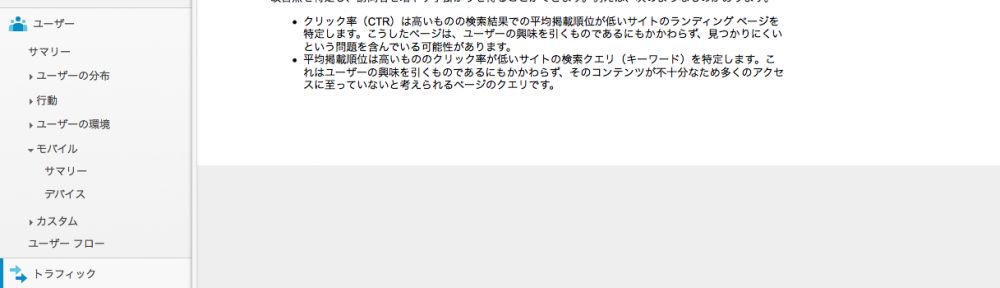 ユーザー
サマリー
ユーザーの分布
行動
ユーザーの環境
モバイル
サマリー
デバイス
カスタム
ユーザー フロー
トラフィック
クリック率（CTR）は高いものの検索結果での平均掲載順位が低いサイトのランディング ページを
特定します。こうしたページは、ユーザーの興味を引くものであるにもかかわらず、見つかりにくい
という問題を含んでいる可能性があります。
平均掲載順位は高いもののクリック率が低いサイトの検索クエリ（キーワード）を特定します。こ
れはユーザーの興味を引くものであるにもかかわらず、そのコンテンツが不十分なため多くのアクセ
スに至っていないと考えられるページのクエリです。